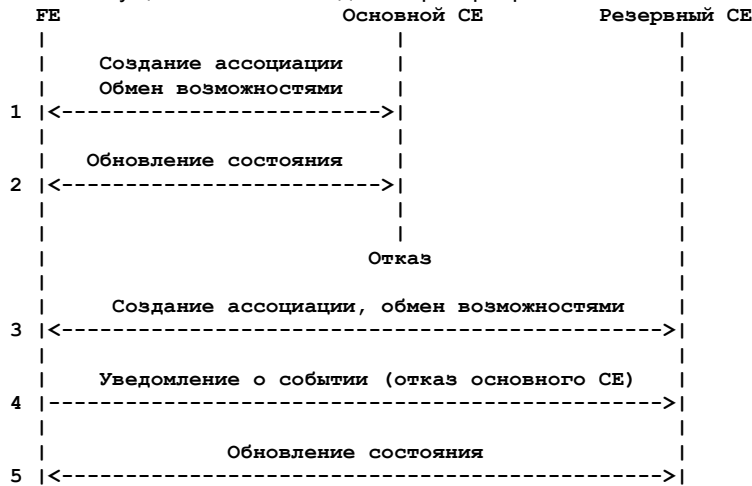 FE Основной CE Резервный CE
Создание ассоциации
Обмен возможностями
1 |<------------------------->|
Обновление состояния
2 |<------------------------->|
Отказ
Создание ассоциации, обмен возможностями
3 |<----------------------------------------------->|
Уведомление о событии (отказ основного CE)
4 |------------------------------------------------>|
Обновление состояния
5 |<----------------------------------------------->|